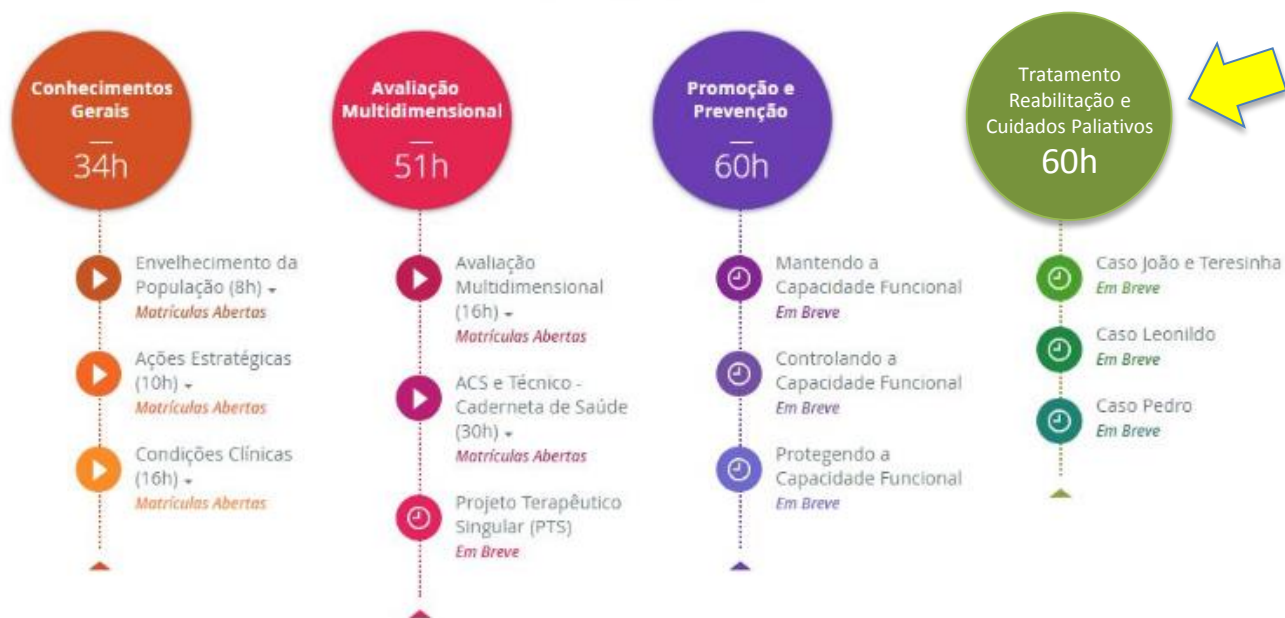 Conhecimentos
Gerais
34h
Envelhecimento da
População (8h)
Matrículas Abertas
Ações Estratégicas
(10h)
Matrículas Abertas
Condições Clínicas
(16h)
Matrículas Abertas
Avaliação
Multidimensional
51h
Avaliação
Multidimensional
(16h)
Matrículas Abertas
ACS e Técnico -
Caderneta de Saúde
(30h)
Matrículas Abertas
Projeto Terapêutico
Singular (PTS)
Em Breve
Promoção e
Prevenção
60h
Mantendo a
Capacidade Funcional
Em Breve
Controlando a
Capacidade Funcional
Em Breve
Protegendo a
Capacidade Funcional
Em Breve
Tratamento
Reabilitação e
Cuidados Paliativos
60h
Caso João e Teresinha
Em Breve
Caso Leonildo
Em Breve
Caso Pedro
Em Breve